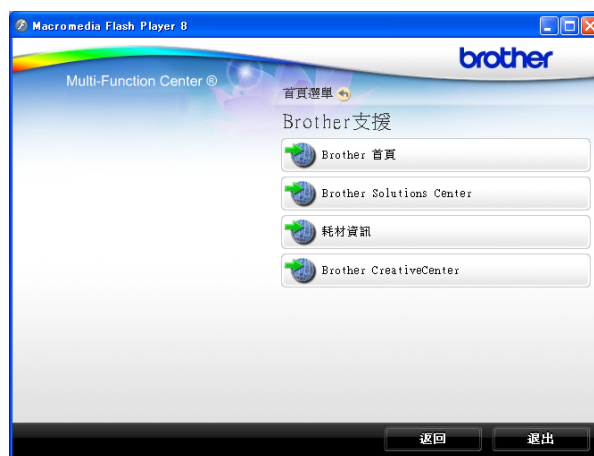 Macromedia Flash Player 8
brother
Multi-Function Center ®
首頁選單
Brother支援
Brother 首頁
Brother Solutions Center
耗材資訊
Brother CreativeCenter
返回 退出